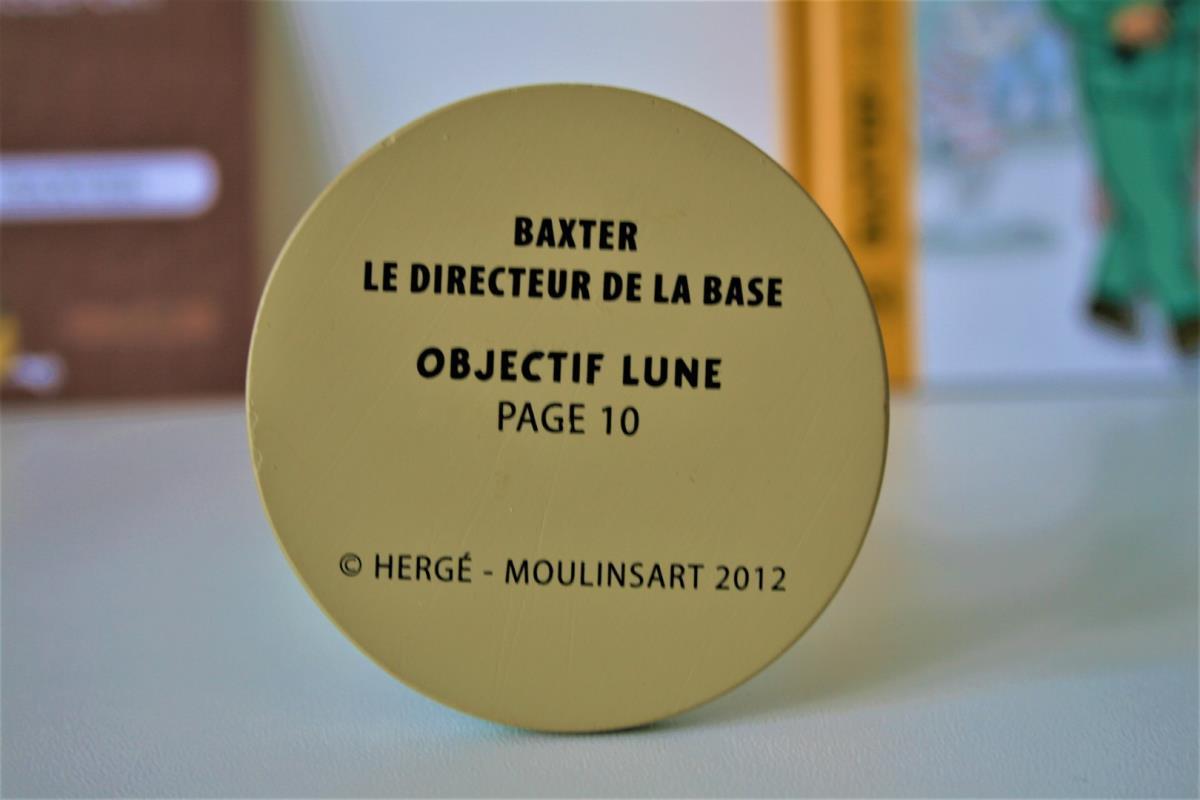 BAXTER
LE DIRECTEUR DE LA BASE
OBJECTIF LUNE
PAGE 10
© HERGÉ - MOULINSART 2012